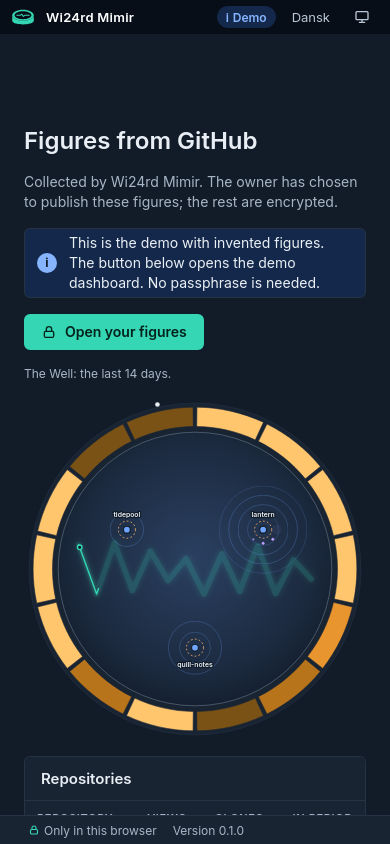 Wi24rd Mimir
i Demo
Dansk
Figures from GitHub
Collected by Wi24rd Mimir. The owner has chosen
to publish these figures; the rest are encrypted.
i
This is the demo with invented figures.
The button below opens the demo
dashboard. No passphrase is needed.
Open your figures
The Well: the last 14 days.
tidepool
lantern
quill-notes
Repositories
Only in this browser
Version 0.1.0